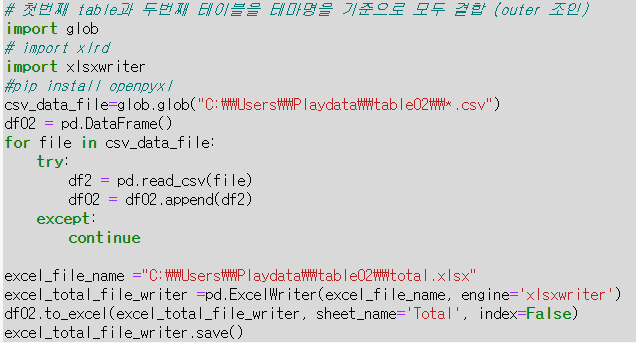 # 첫번째 table과 두번째 테이블을 테마명을 기준으로 모두 결합 (outer 조인)
import glob
# import xlrd
import xlsxwriter
#pip install openpyxl
csv_data_file=glob.glob("C:₩₩Users₩₩Playdata₩₩table02₩₩*.csv")
df02 = pd.DataFrame()
for file in csv_data_file:
    try:
        df2 = pd.read_csv(file)
        df02 = df02.append(df2)
    except:
        continue
excel_file_name ="C:₩₩Users₩₩Playdata₩₩table02₩₩total.xlsx"
excel_total_file_writer =pd.ExcelWriter(excel_file_name, engine='xlsxwriter')
df02.to_excel(excel_total_file_writer, sheet_name='Total', index=False)
excel_total_file_writer.save()